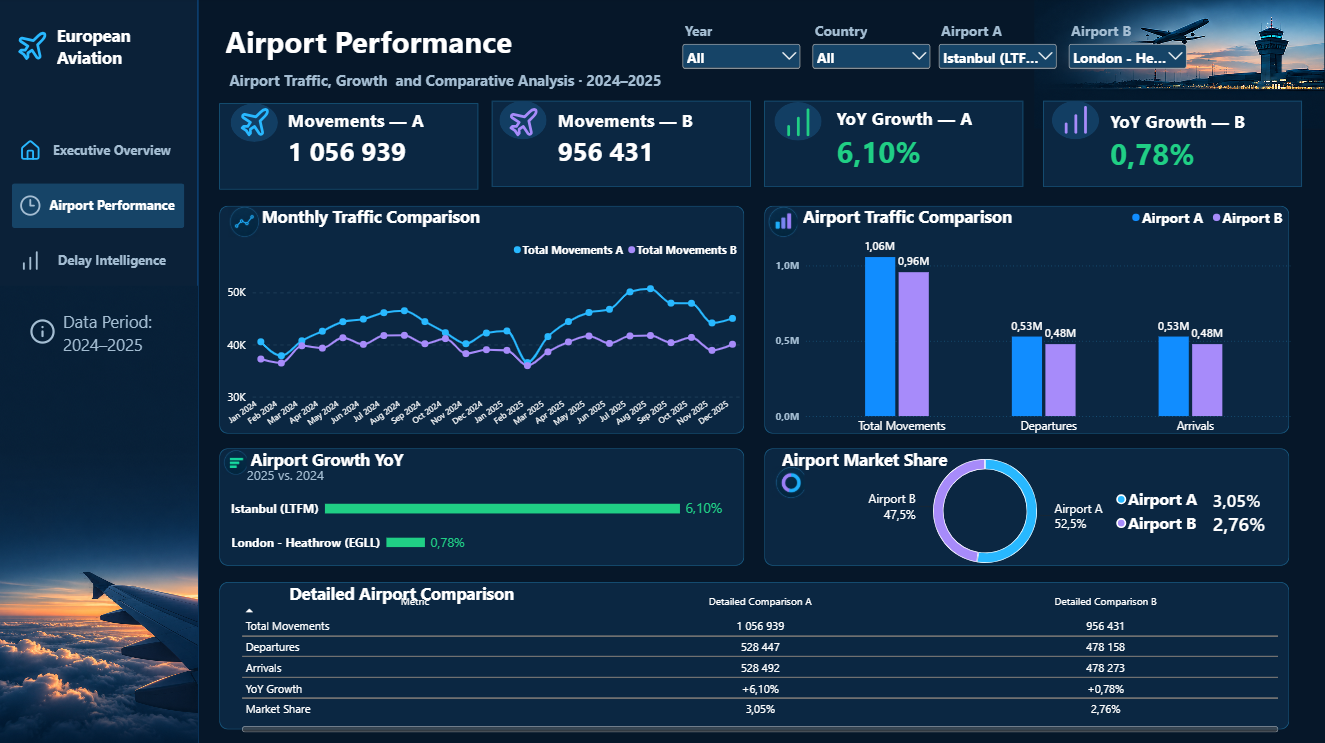 European
Aviation
Executive Overview
Airport Performance
Delay Intelligence
Data Period:
2024–2025
Airport Performance
Airport Traffic, Growth and Comparative Analysis · 2024–2025
Year
All
Country
All
Airport A
Istanbul (LTF...
Airport B
London - He...
Movements — A
1 056 939
Movements — B
956 431
YoY Growth — A
6,10%
YoY Growth — B
0,78%
Monthly Traffic Comparison
Total Movements A Total Movements B
50K
40K
30K
Jan 2024
Feb 2024
Mar 2024
Apr 2024
May 2024
Jun 2024
Jul 2024
Aug 2024
Sep 2024
Oct 2024
Nov 2024
Dec 2024
Jan 2025
Feb 2025
Mar 2025
Apr 2025
May 2025
Jun 2025
Jul 2025
Aug 2025
Sep 2025
Oct 2025
Nov 2025
Dec 2025
Airport Traffic Comparison
Airport A Airport B
1,0M
0,5M
0,0M
1,06M
0,96M
0,53M
0,48M
0,53M
0,48M
Total Movements
Departures
Arrivals
Airport Growth YoY
2025 vs. 2024
Istanbul (LTFM) 6,10%
London - Heathrow (EGLL) 0,78%
Airport Market Share
Airport B
47,5%
Airport A
52,5%
Airport A 3,05%
Airport B 2,76%
Detailed Airport Comparison
Metric Detailed Comparison A Detailed Comparison B
Total Movements 1 056 939 956 431
Departures 528 447 478 158
Arrivals 528 492 478 273
YoY Growth +6,10% +0,78%
Market Share 3,05% 2,76%